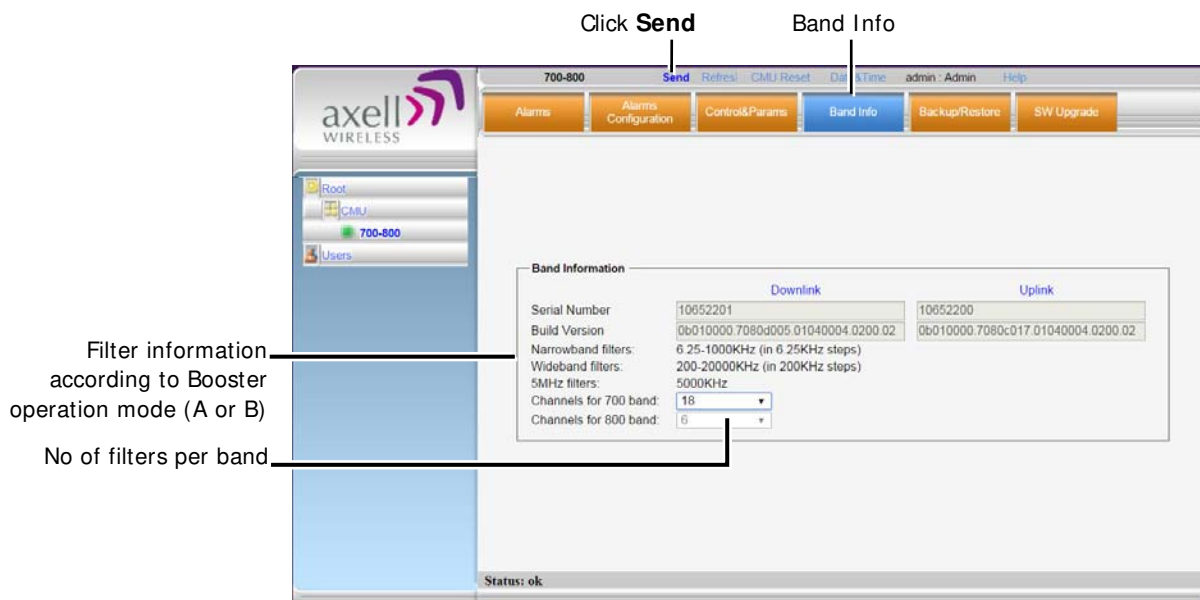 Click Send Band Info
700-800 Send Refresl CMU Reset Date&Time admin : Admin Help
axell
WIRELESS
Alarms Alarms Configuration Control&Params Band Info Backup/Restore SW Upgrade
Root
CMU
700-800
Users
Band Information
Downlink Uplink
Serial Number 10652201 10652200
Build Version 0b010000.7080d005.01040004.0200.02 0b010000.7080c017.01040004.0200.02
Narrowband filters: 6.25-1000KHz (in 6.25KHz steps)
Wideband filters: 200-20000KHz (in 200KHz steps)
5MHz filters: 5000KHz
Channels for 700 band: 18
Channels for 800 band: 6
Filter information
according to Booster
operation mode (A or B)
No of filters per band
Status: ok